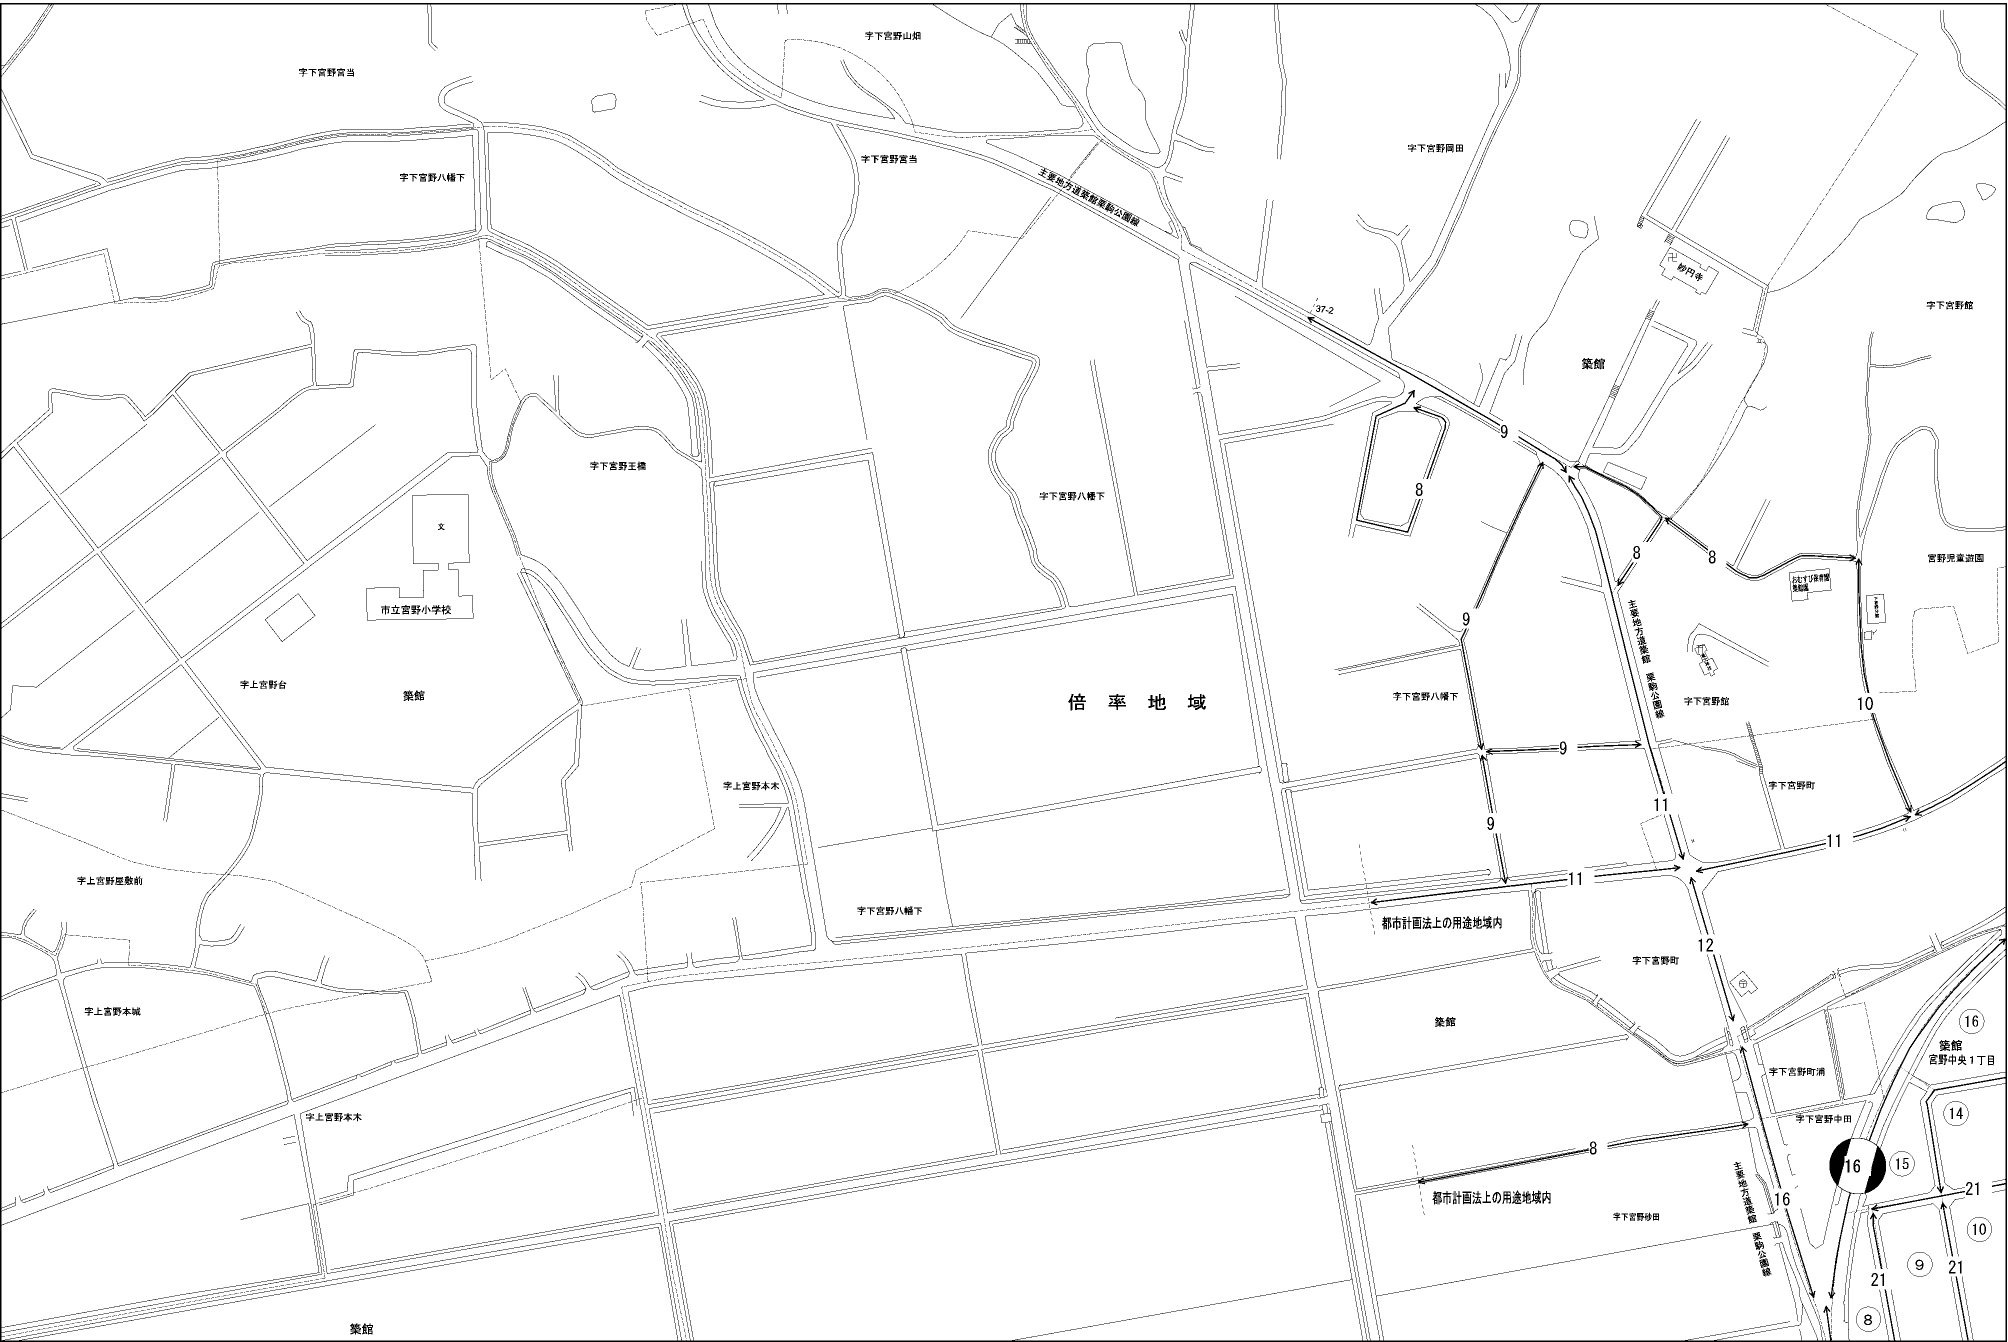 字下宮野山畑
字下宮野宮当
字下宮野岡田
字下宮野宮当
字下宮野八幡下
主要地方道築館栗駒公園線
妙円寺
37-2
字下宮野館
築館
9
字下宮野玉橋
8
字下宮野八幡下
文
8
8
宮野児童遊園
おむすび保育園
市立宮野小学校
9
主要地方道築館 栗駒公園線
字上宮野台
築館
倍率地域
字下宮野八幡下
字下宮野館
10
9
字上宮野本木
字下宮野町
11
9
11
字上宮野屋敷前
11
字下宮野八幡下
都市計画法上の用途地域内
12
字下宮野町
字上宮野本城
築館
16
築館
宮野中央1丁目
字下宮野町浦
字上宮野本木
14
字下宮野中田
8
16
15
都市計画法上の用途地域内
主要地方道築館 栗駒公園線
16
21
字下宮野砂田
10
9
21
21
8
築館